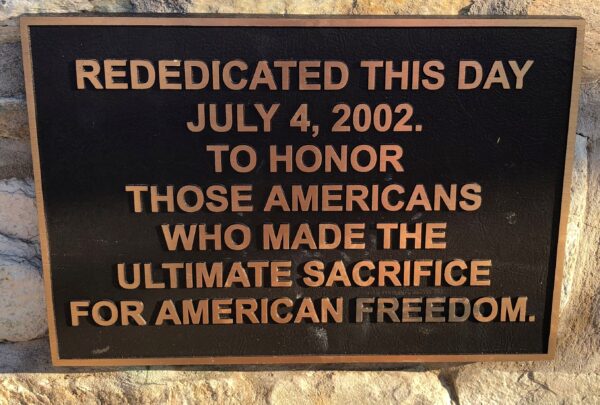 REDEDICATED THIS DAY
JULY 4, 2002.
TO HONOR
THOSE AMERICANS
WHO MADE THE
ULTIMATE SACRIFICE
FOR AMERICAN FREEDOM.